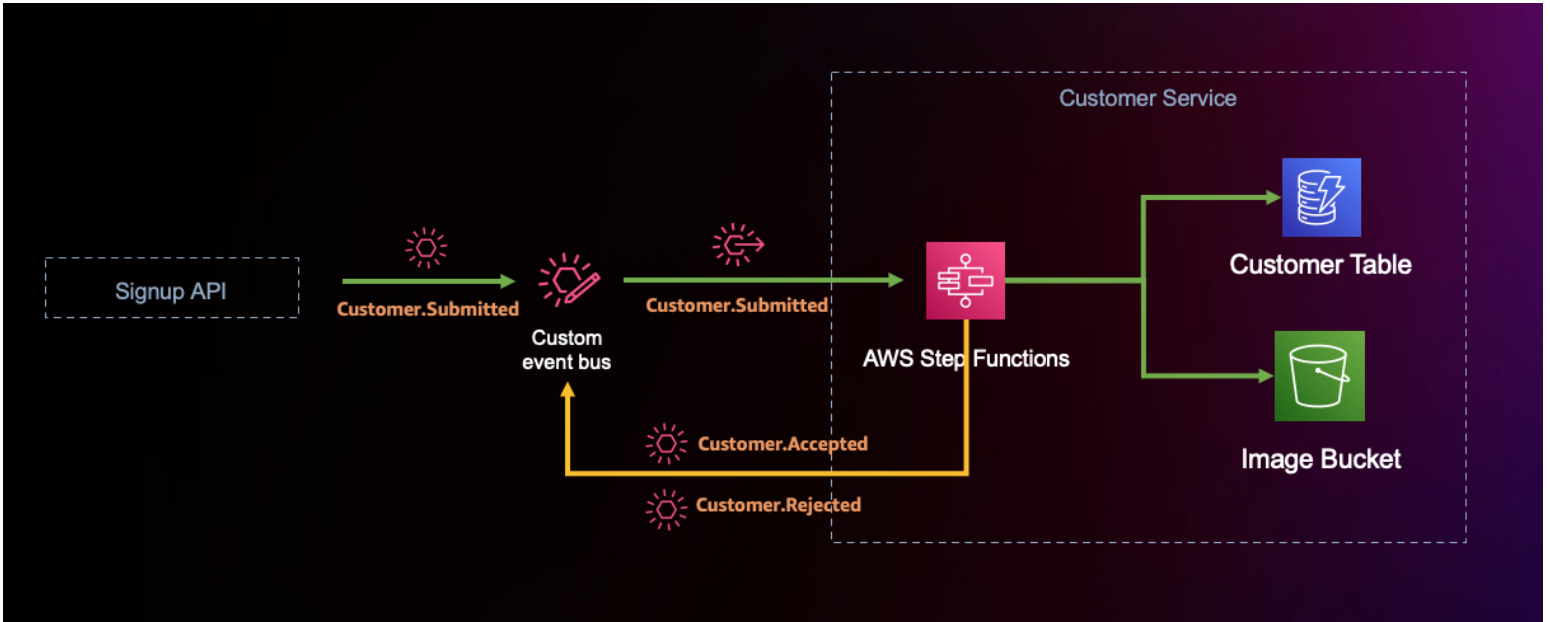 Customer Service
Signup API
Customer.Submitted
Custom
event bus
Customer.Submitted
AWS Step Functions
Customer Table
Image Bucket
Customer.Accepted
Customer.Rejected